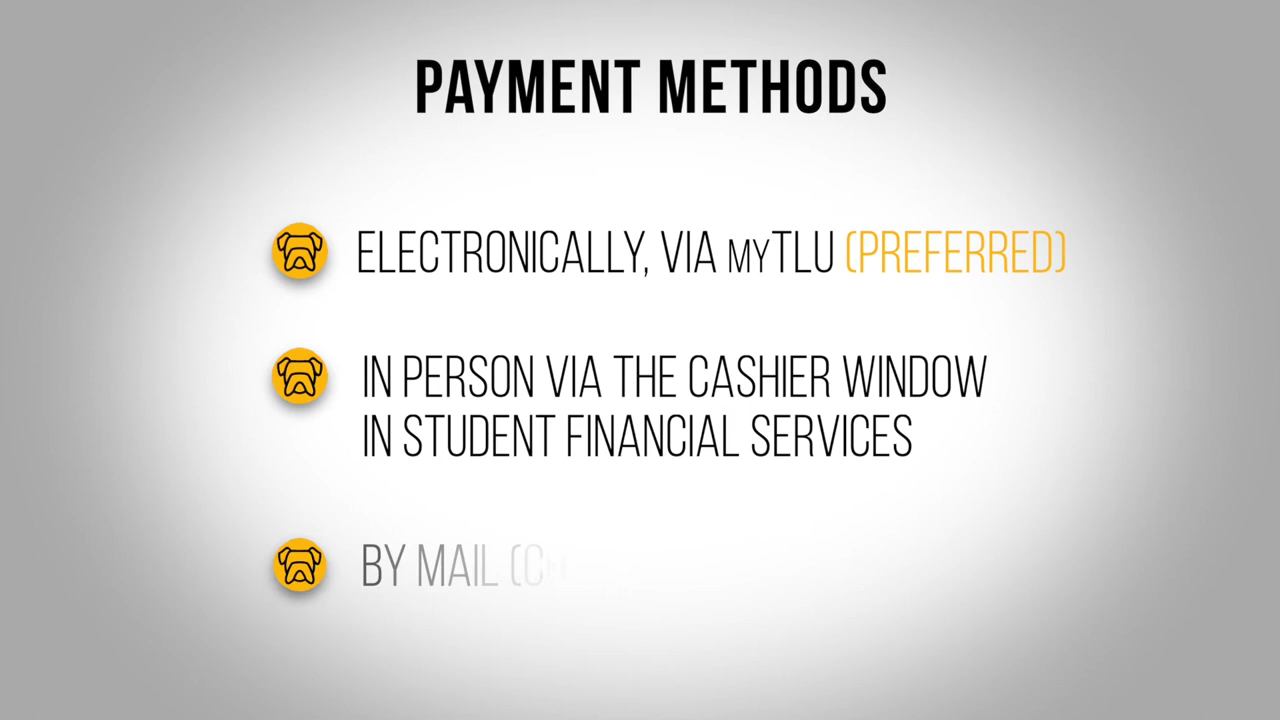 PAYMENT METHODS
ELECTRONICALLY, VIA MYTLU (PREFERRED)
IN PERSON VIA THE CASHIER WINDOW
IN STUDENT FINANCIAL SERVICES
BY MAIL